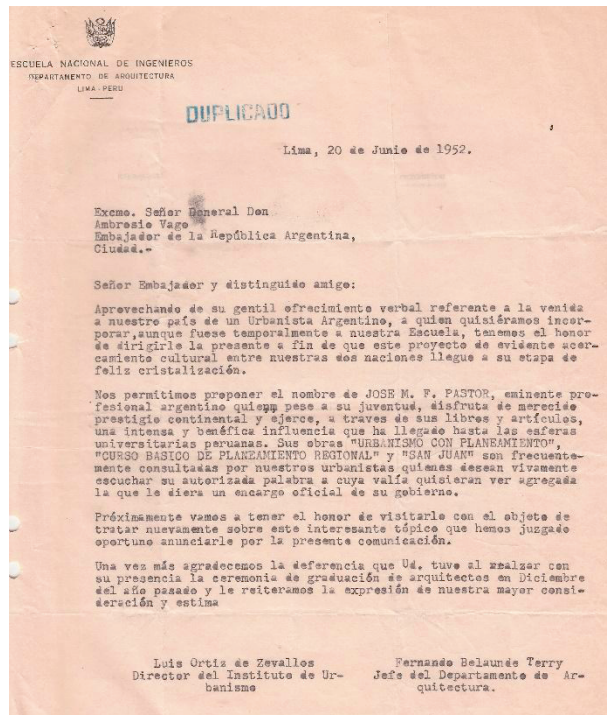 ESCUELA NACIONAL DE INGENIEROS
DEPARTAMENTO DE ARQUITECTURA
LIMA-PERU
DUPLICADO
Lima, 20 de Junio de 1952.
Excmo. Señor General Don
Ambrosio Vago
Embajador de la República Argentina,
Ciudad.-
Señor Embajador y distinguido amigo:
Aprovechando de su gentil ofrecimiento verbal referente a la venida
a nuestro país de un Urbanista Argentino, a quien quisiéramos incor-
porar,aunque fuese temporalmente a nuestra Escuela, tenemos el honor
de dirigirle la presente a fin de que este proyecto de evidente acer-
camiento cultural entre nuestras dos naciones llegue a su etapa de
feliz cristalización.
Nos permitimos proponer el nombre de JOSE M. F. PASTOR, eminente pro-
fesional argentino quien pese a su juventud, disfruta de merecido
prestigio continental y ejerce, a traves de sus libros y artículos,
una intensa y benéfica influencia que ha llegado hasta las esferas
universitarias peruanas. Sus obras "URBANISMO CON PLANEAMIENTO",
"CURSO BASICO DE PLANEAMIENTO REGIONAL" y "SAN JUAN" son frecuente-
mente consultadas por nuestros urbanistas quienes desean vivamente
escuchar su autorizada palabra a cuya valía quisieran ver agregada
la que le diera un encargo oficial de su gobierno.
Próximamente vamos a tener el honor de visitarlo con el objeto de
tratar nuevamente sobre este interesante tópico que hemos juzgado
oportuno anunciarle por la presente comunicación.
Una vez más agradecemos la deferencia que Ud. tuvo al realzar con
su presencia la ceremonia de graduación de arquitectos en Diciembre
del año pasado y le reiteramos la expresión de nuestra mayor consi-
deración y estima
Luis Ortiz de Zevallos
Director del Instituto de Ur-
banismo
Fernando Belaunde Terry
Jefe del Departamento de Ar-
quitectura.